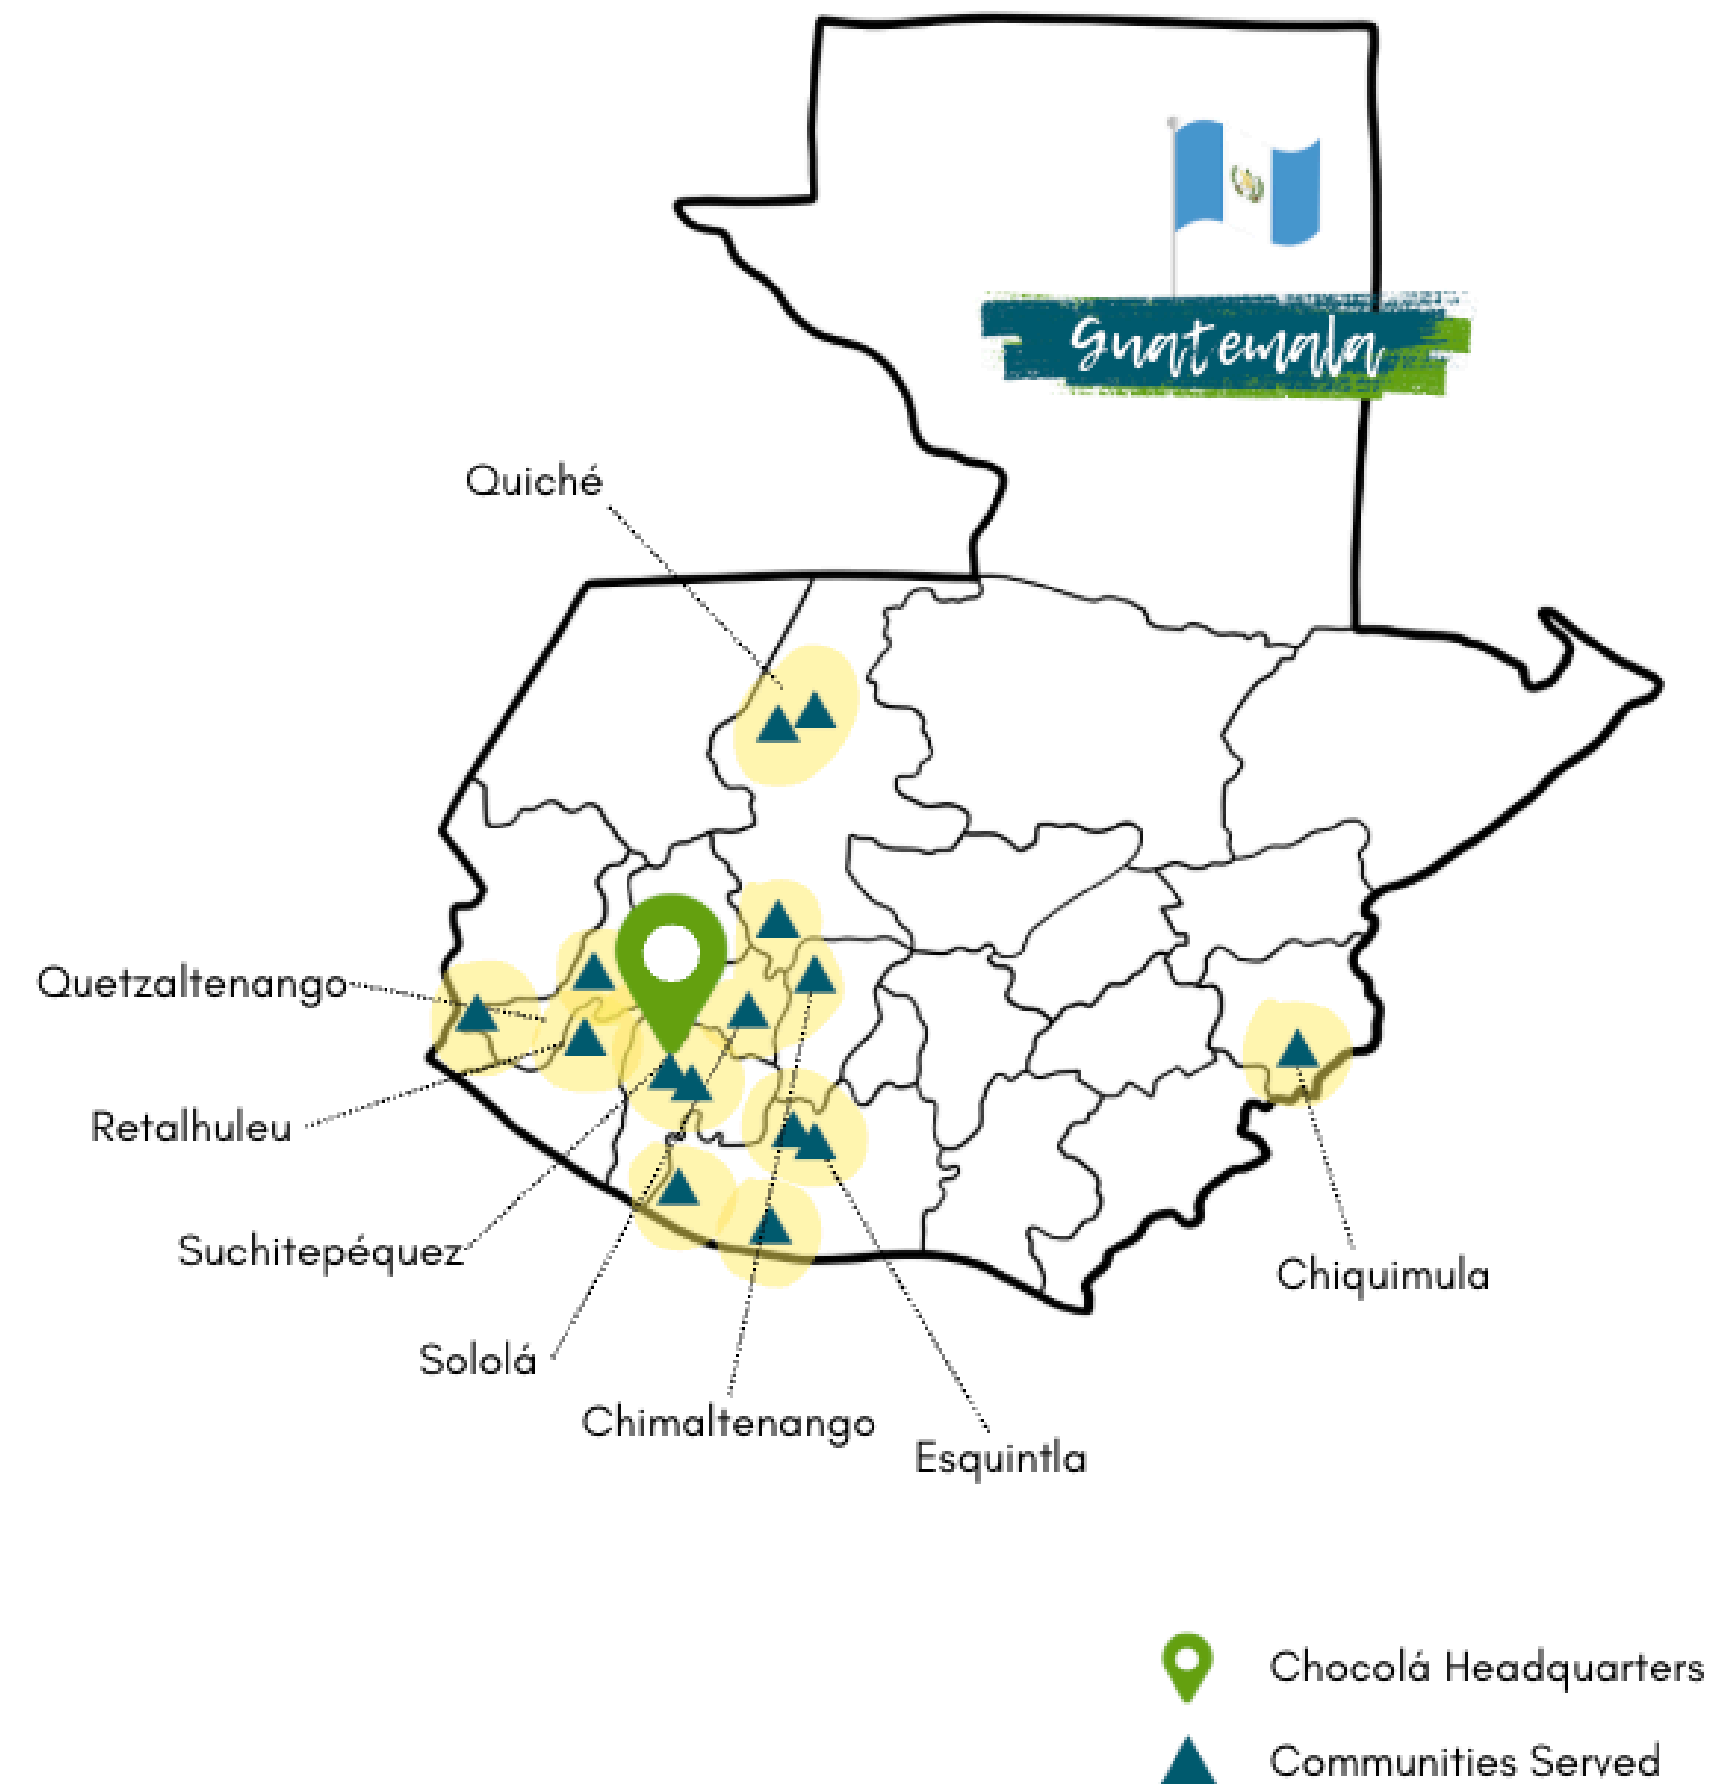 Guatemala
Quiché
Quetzaltenango
Retalhuleu
Suchitepéquez
Sololá
Chimaltenango
Esquintla
Chiquimula
Chocolá Headquarters
Communities Served